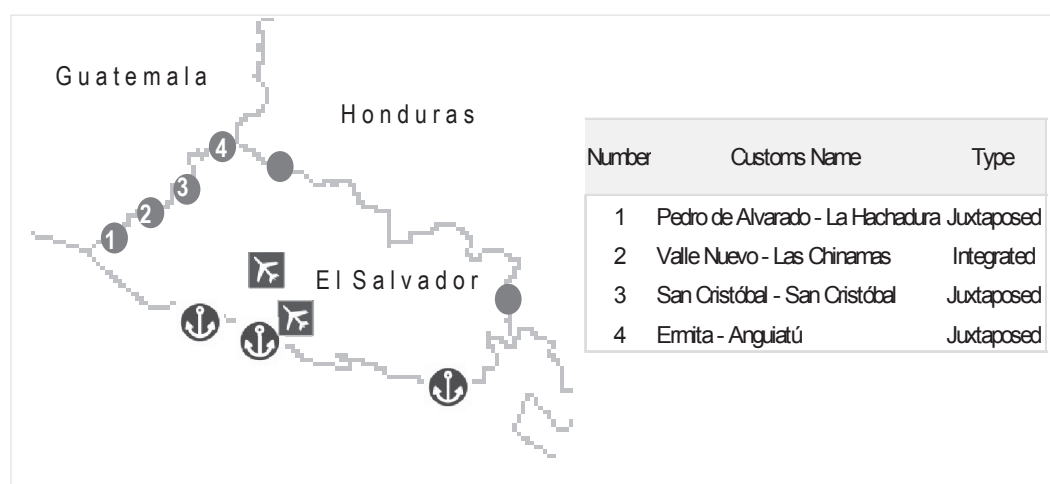 Guatemala
Honduras
4
3
2
1
El Salvador
Number Customs Name Type
1 Pedro de Alvarado - La Hachadura Juxtaposed
2 Valle Nuevo - Las Chinamas Integrated
3 San Cristóbal - San Cristóbal Juxtaposed
4 Ermita - Anguiatú Juxtaposed